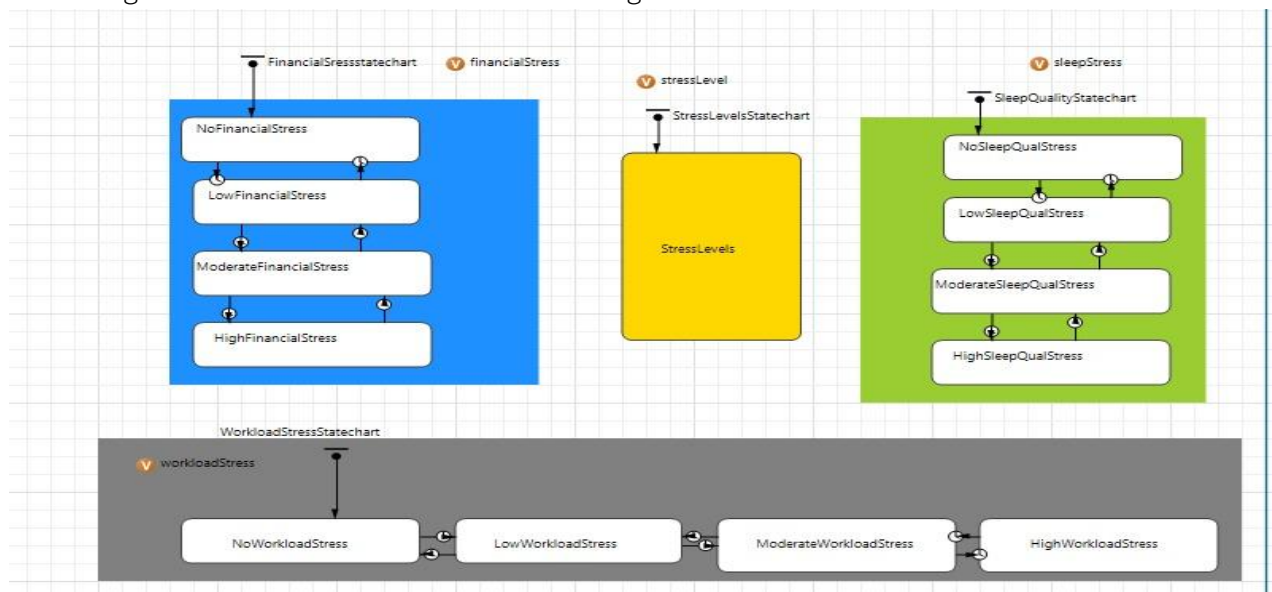 FinancialSressstatechart
V financialStress
NoFinancialStress
LowFinancialStress
ModerateFinancialStress
HighFinancialStress
V stressLevel
StressLevelsStatechart
StressLevels
V sleepStress
SleepQualityStatechart
NoSleepQualStress
LowSleepQualStress
ModerateSleepQualStress
HighSleepQualStress
WorkloadStressStatechart
V workloadStress
NoWorkloadStress
LowWorkloadStress
ModerateWorkloadStress
HighWorkloadStress